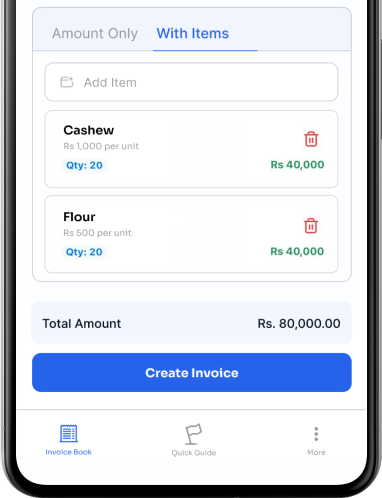 Amount Only With Items
Add Item
Cashew
Rs 1,000 per unit
Qty: 20 Rs 40,000
Flour
Rs 500 per unit
Qty: 20 Rs 40,000
Total Amount Rs. 80,000.00
Create Invoice
Invoice Book Quick Guide More